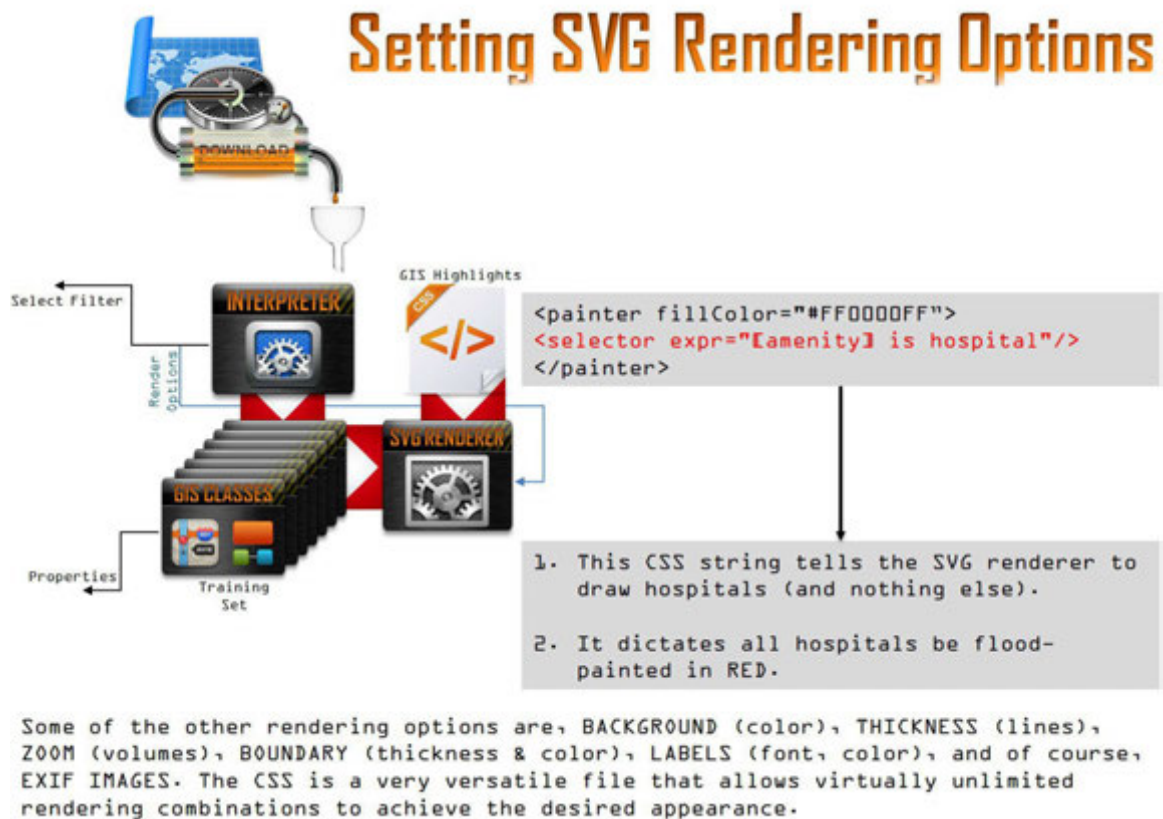 Setting SVG Rendering Options
DOWNLOAD
GIS Highlights
Select Filter
INTERPRETER
CSS
</>
<painter fillColor="#FF0000FF">
<selector expr="[amenity] is hospital"/>
</painter>
Render
Options
SVG RENDERER
GIS CLASSES
Properties
Training
Set
1. This CSS string tells the SVG renderer to
draw hospitals (and nothing else).
2. It dictates all hospitals be flood-
painted in RED.
Some of the other rendering options are, BACKGROUND (color), THICKNESS (lines),
ZOOM (volumes), BOUNDARY (thickness & color), LABELS (font, color), and of course,
EXIF IMAGES. The CSS is a very versatile file that allows virtually unlimited
rendering combinations to achieve the desired appearance.